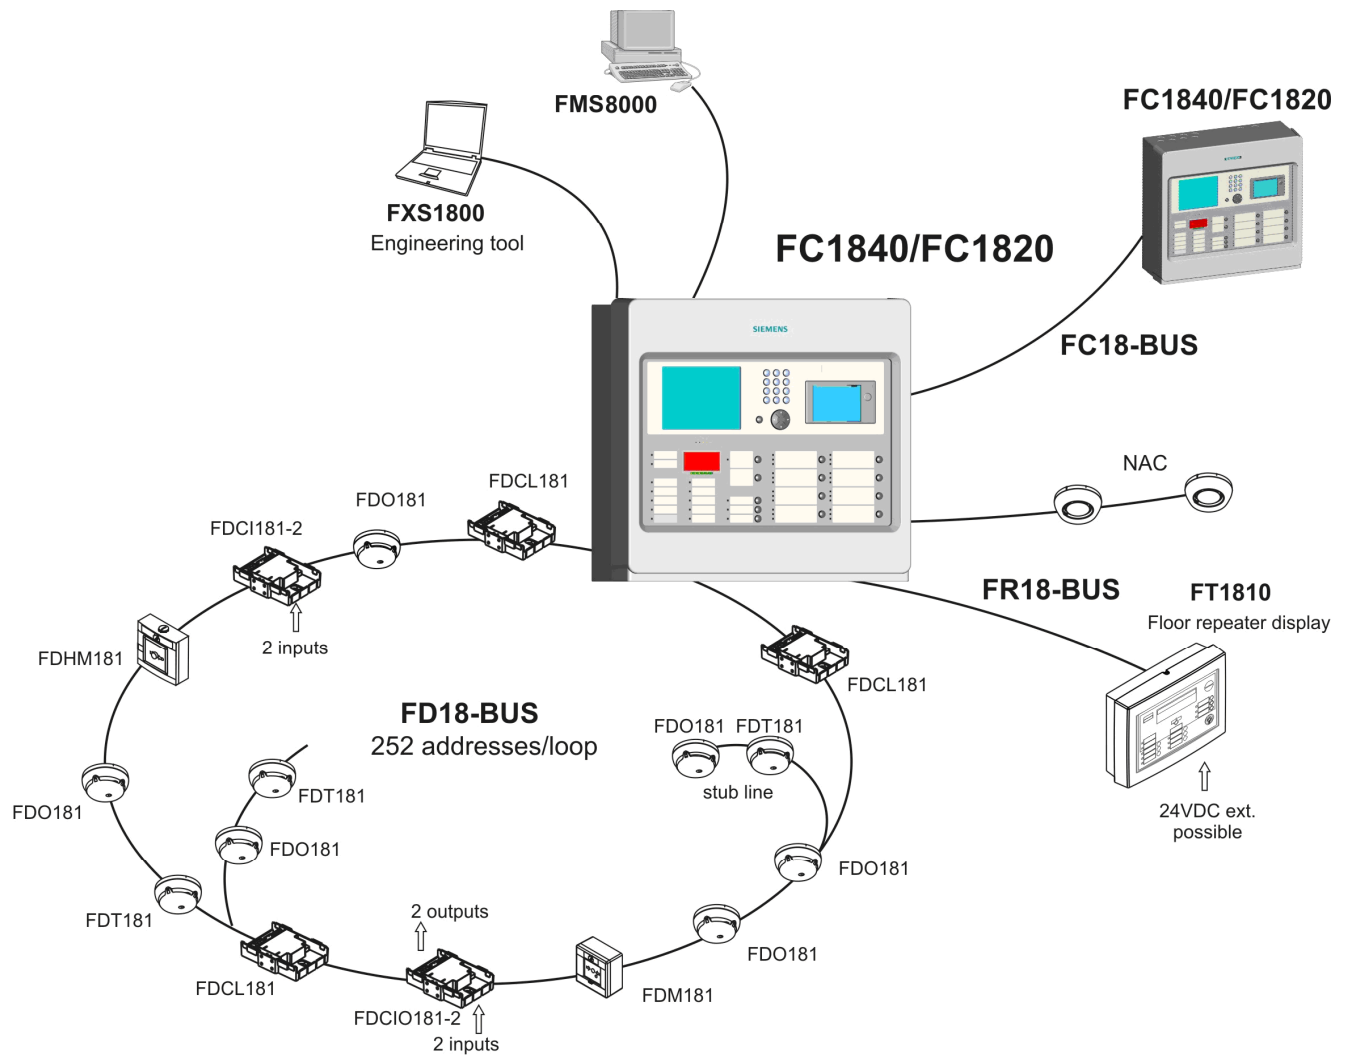 FMS8000
FC1840/FC1820
FXS1800
Engineering tool
FC1840/FC1820
SIEMENS
FC18-BUS
NAC
FDCL181
FDO181
FDCI181-2
2 inputs
FDHM181
FR18-BUS
FT1810
Floor repeater display
FDCL181
FD18-BUS
252 addresses/loop
FDO181
FDT181
stub line
FDT181
FDO181
24VDC ext.
possible
FDO181
FDO181
FDT181
2 outputs
FDO181
FDCL181
FDM181
FDCIO181-2
2 inputs